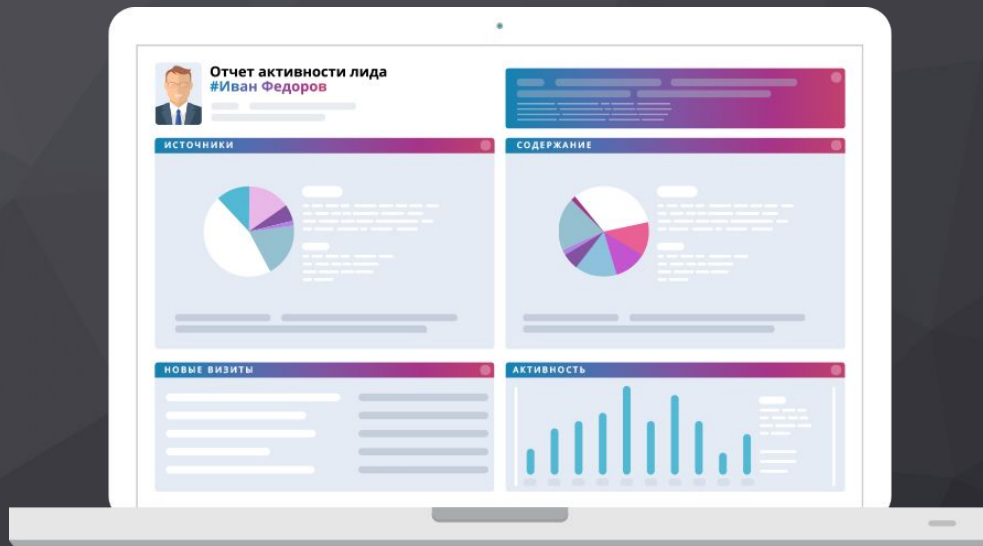 Отчет активности лида
#Иван Федоров
ИСТОЧНИКИ
СОДЕРЖАНИЕ
НОВЫЕ ВИЗИТЫ
АКТИВНОСТЬ